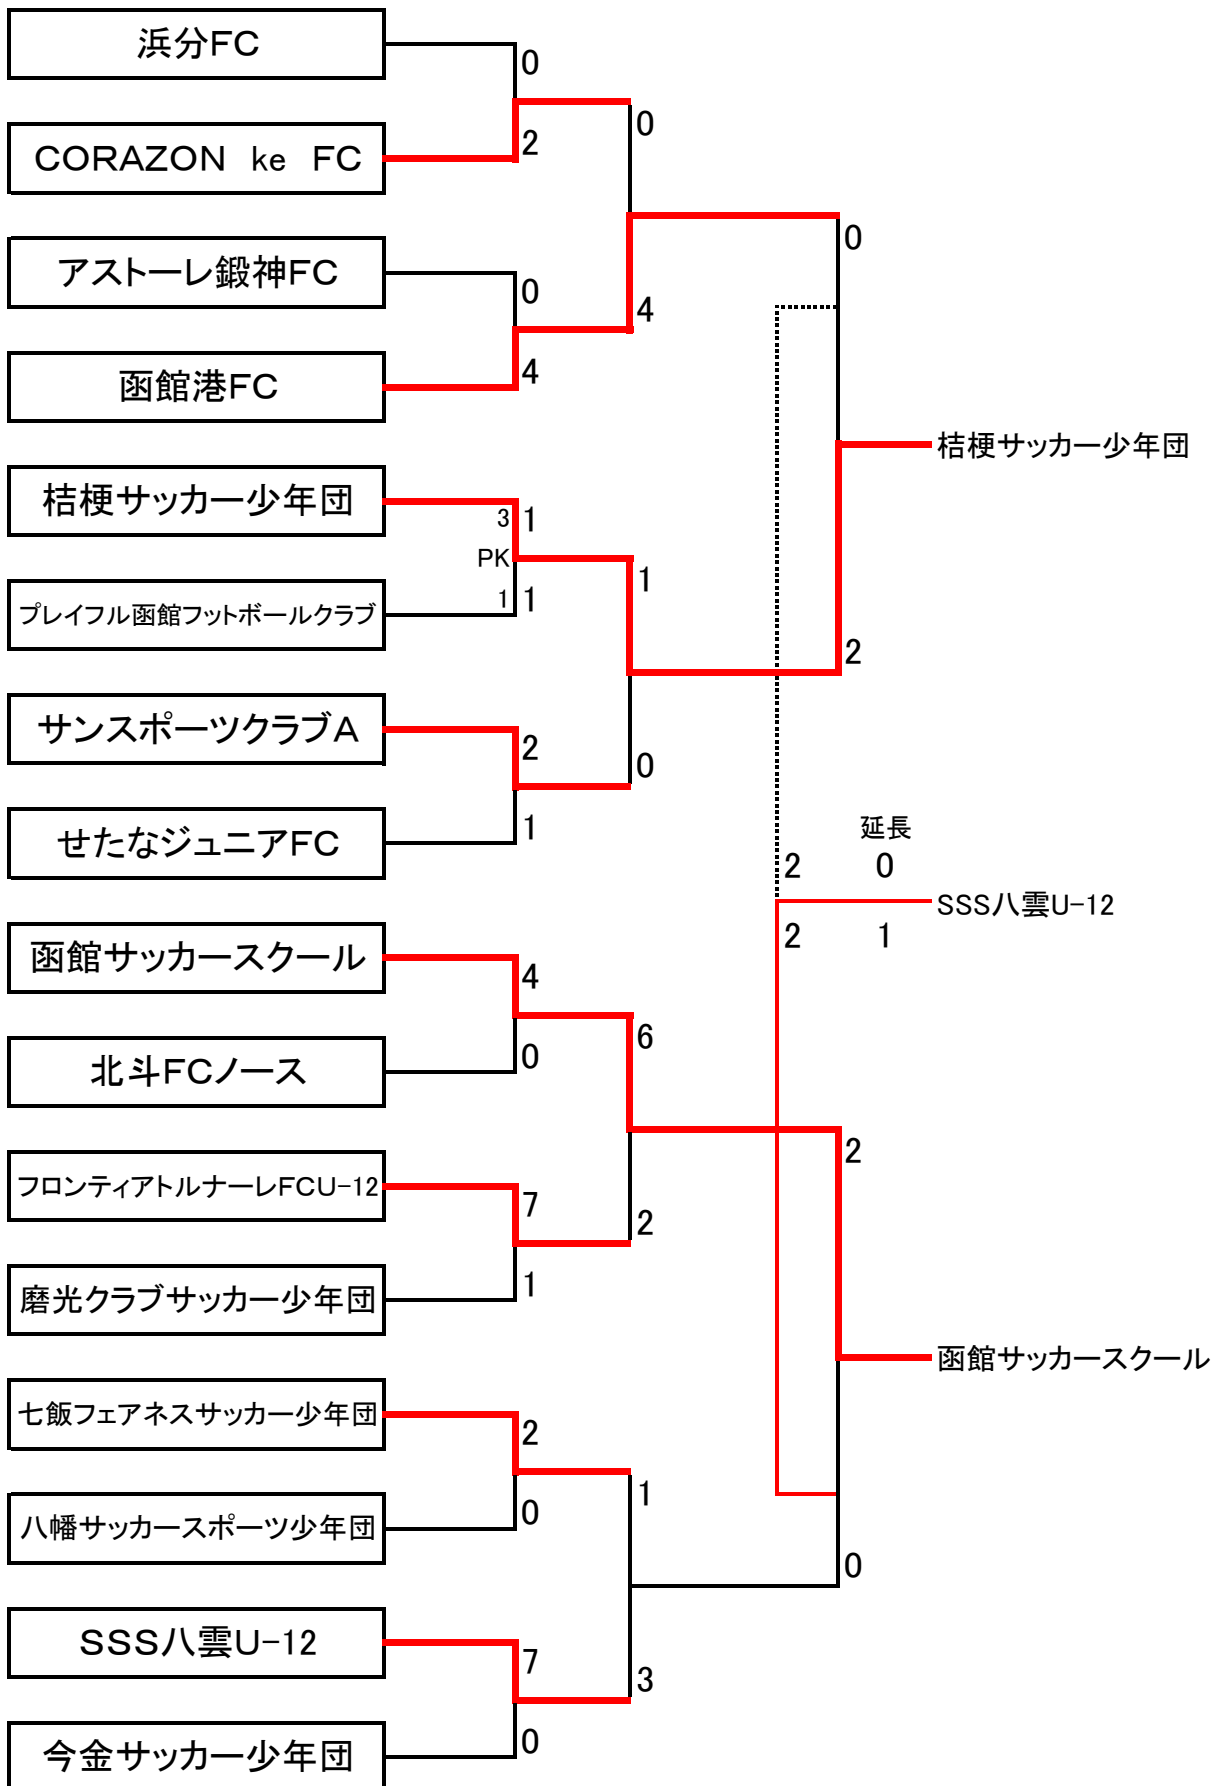 浜分FC
0
CORAZON ke FC
2
0
アストーレ鍛神FC
0
函館港FC
4
4
0
桔梗サッカー少年団
桔梗サッカー少年団
3 1
PK
プレイフル函館フットボールクラブ
1 1
1
2
サンスポーツクラブA
2
0
せたなジュニアFC
1
延長
2 0
SSS八雲U-12
2 1
函館サッカースクール
4
6
北斗FCノース
0
フロンティアトルナーレFCU-12
7
2
2
磨光クラブサッカー少年団
1
函館サッカースクール
七飯フェアネスサッカー少年団
2
1
八幡サッカースポーツ少年団
0
0
SSS八雲U-12
7
3
今金サッカー少年団
0